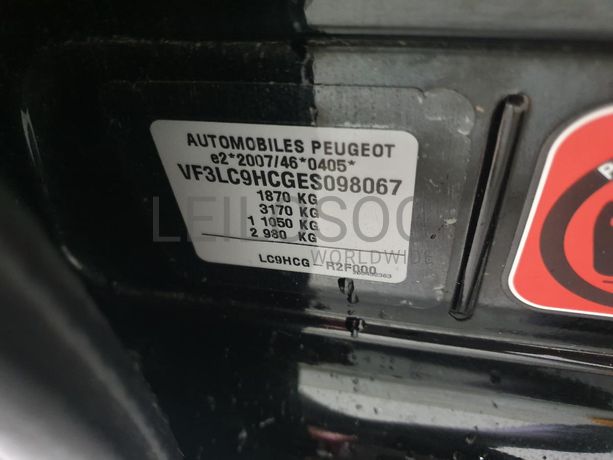 AUTOMOBILES PEUGEOT
e2*2007/46*0405*
VF3LC9HCGES098067
1870 KG
3170 KG
1 1050 KG
2 980 KG
LC9HCG R2F000
WORLDWIDE